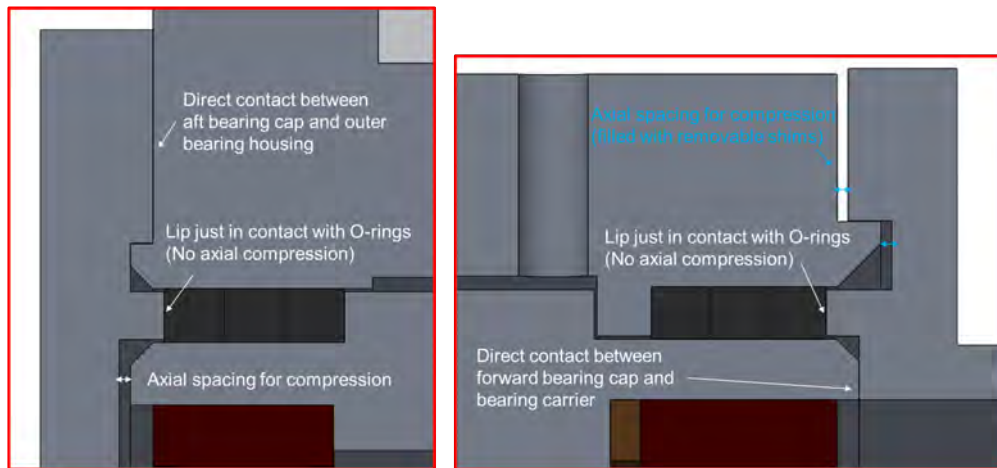 Direct contact between
aft bearing cap and outer
bearing housing
Lip just in contact with O-rings
(No axial compression)
Axial spacing for compression
Axial spacing for compression
(filled with removable shims)
Lip just in contact with O-rings
(No axial compression)
Direct contact between
forward bearing cap and
bearing carrier